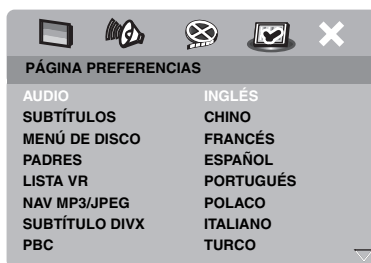 PÁGINA PREFERENCIAS
AUDIO INGLÉS
SUBTÍTULOS CHINO
MENÚ DE DISCO FRANCÉS
PADRES ESPAÑOL
LISTA VR PORTUGUÉS
NAV MP3/JPEG POLACO
SUBTÍTULO DIVX ITALIANO
PBC TURCO